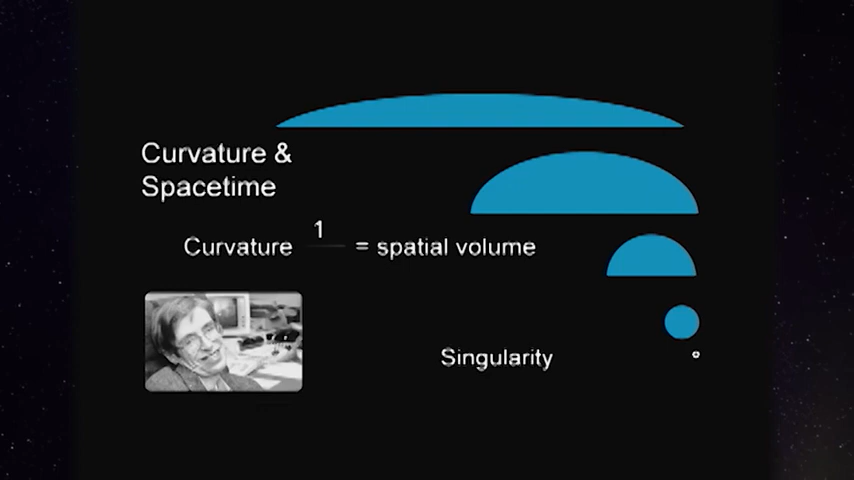 Curvature &
Spacetime
1
Curvature = spatial volume
Singularity